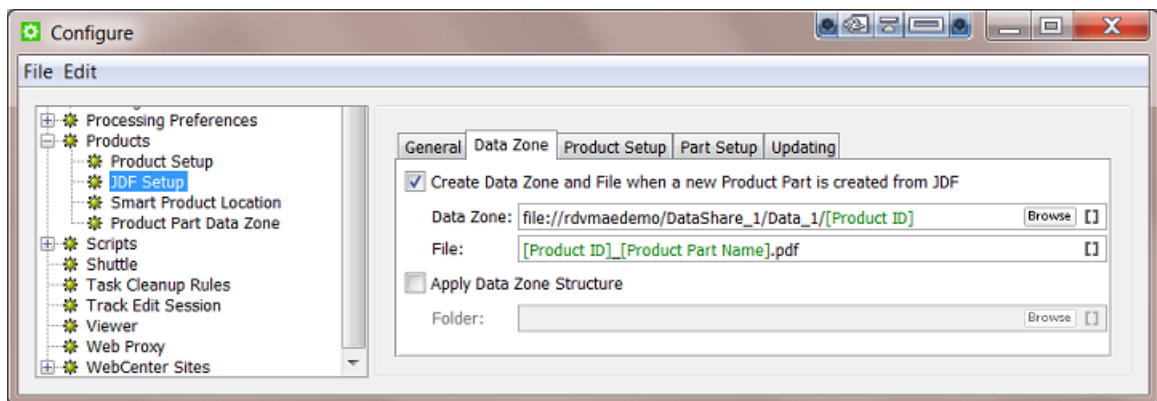 Configure
File Edit
Processing Preferences
Products
Product Setup
JDF Setup
Smart Product Location
Product Part Data Zone
Scripts
Shuttle
Task Cleanup Rules
Track Edit Session
Viewer
Web Proxy
WebCenter Sites
General Data Zone Product Setup Part Setup Updating
Create Data Zone and File when a new Product Part is created from JDF
Data Zone: file://rdvmaedemo/DataShare_1/Data_1/[Product ID] Browse []
File: [Product ID]_[Product Part Name].pdf []
Apply Data Zone Structure
Folder: Browse []